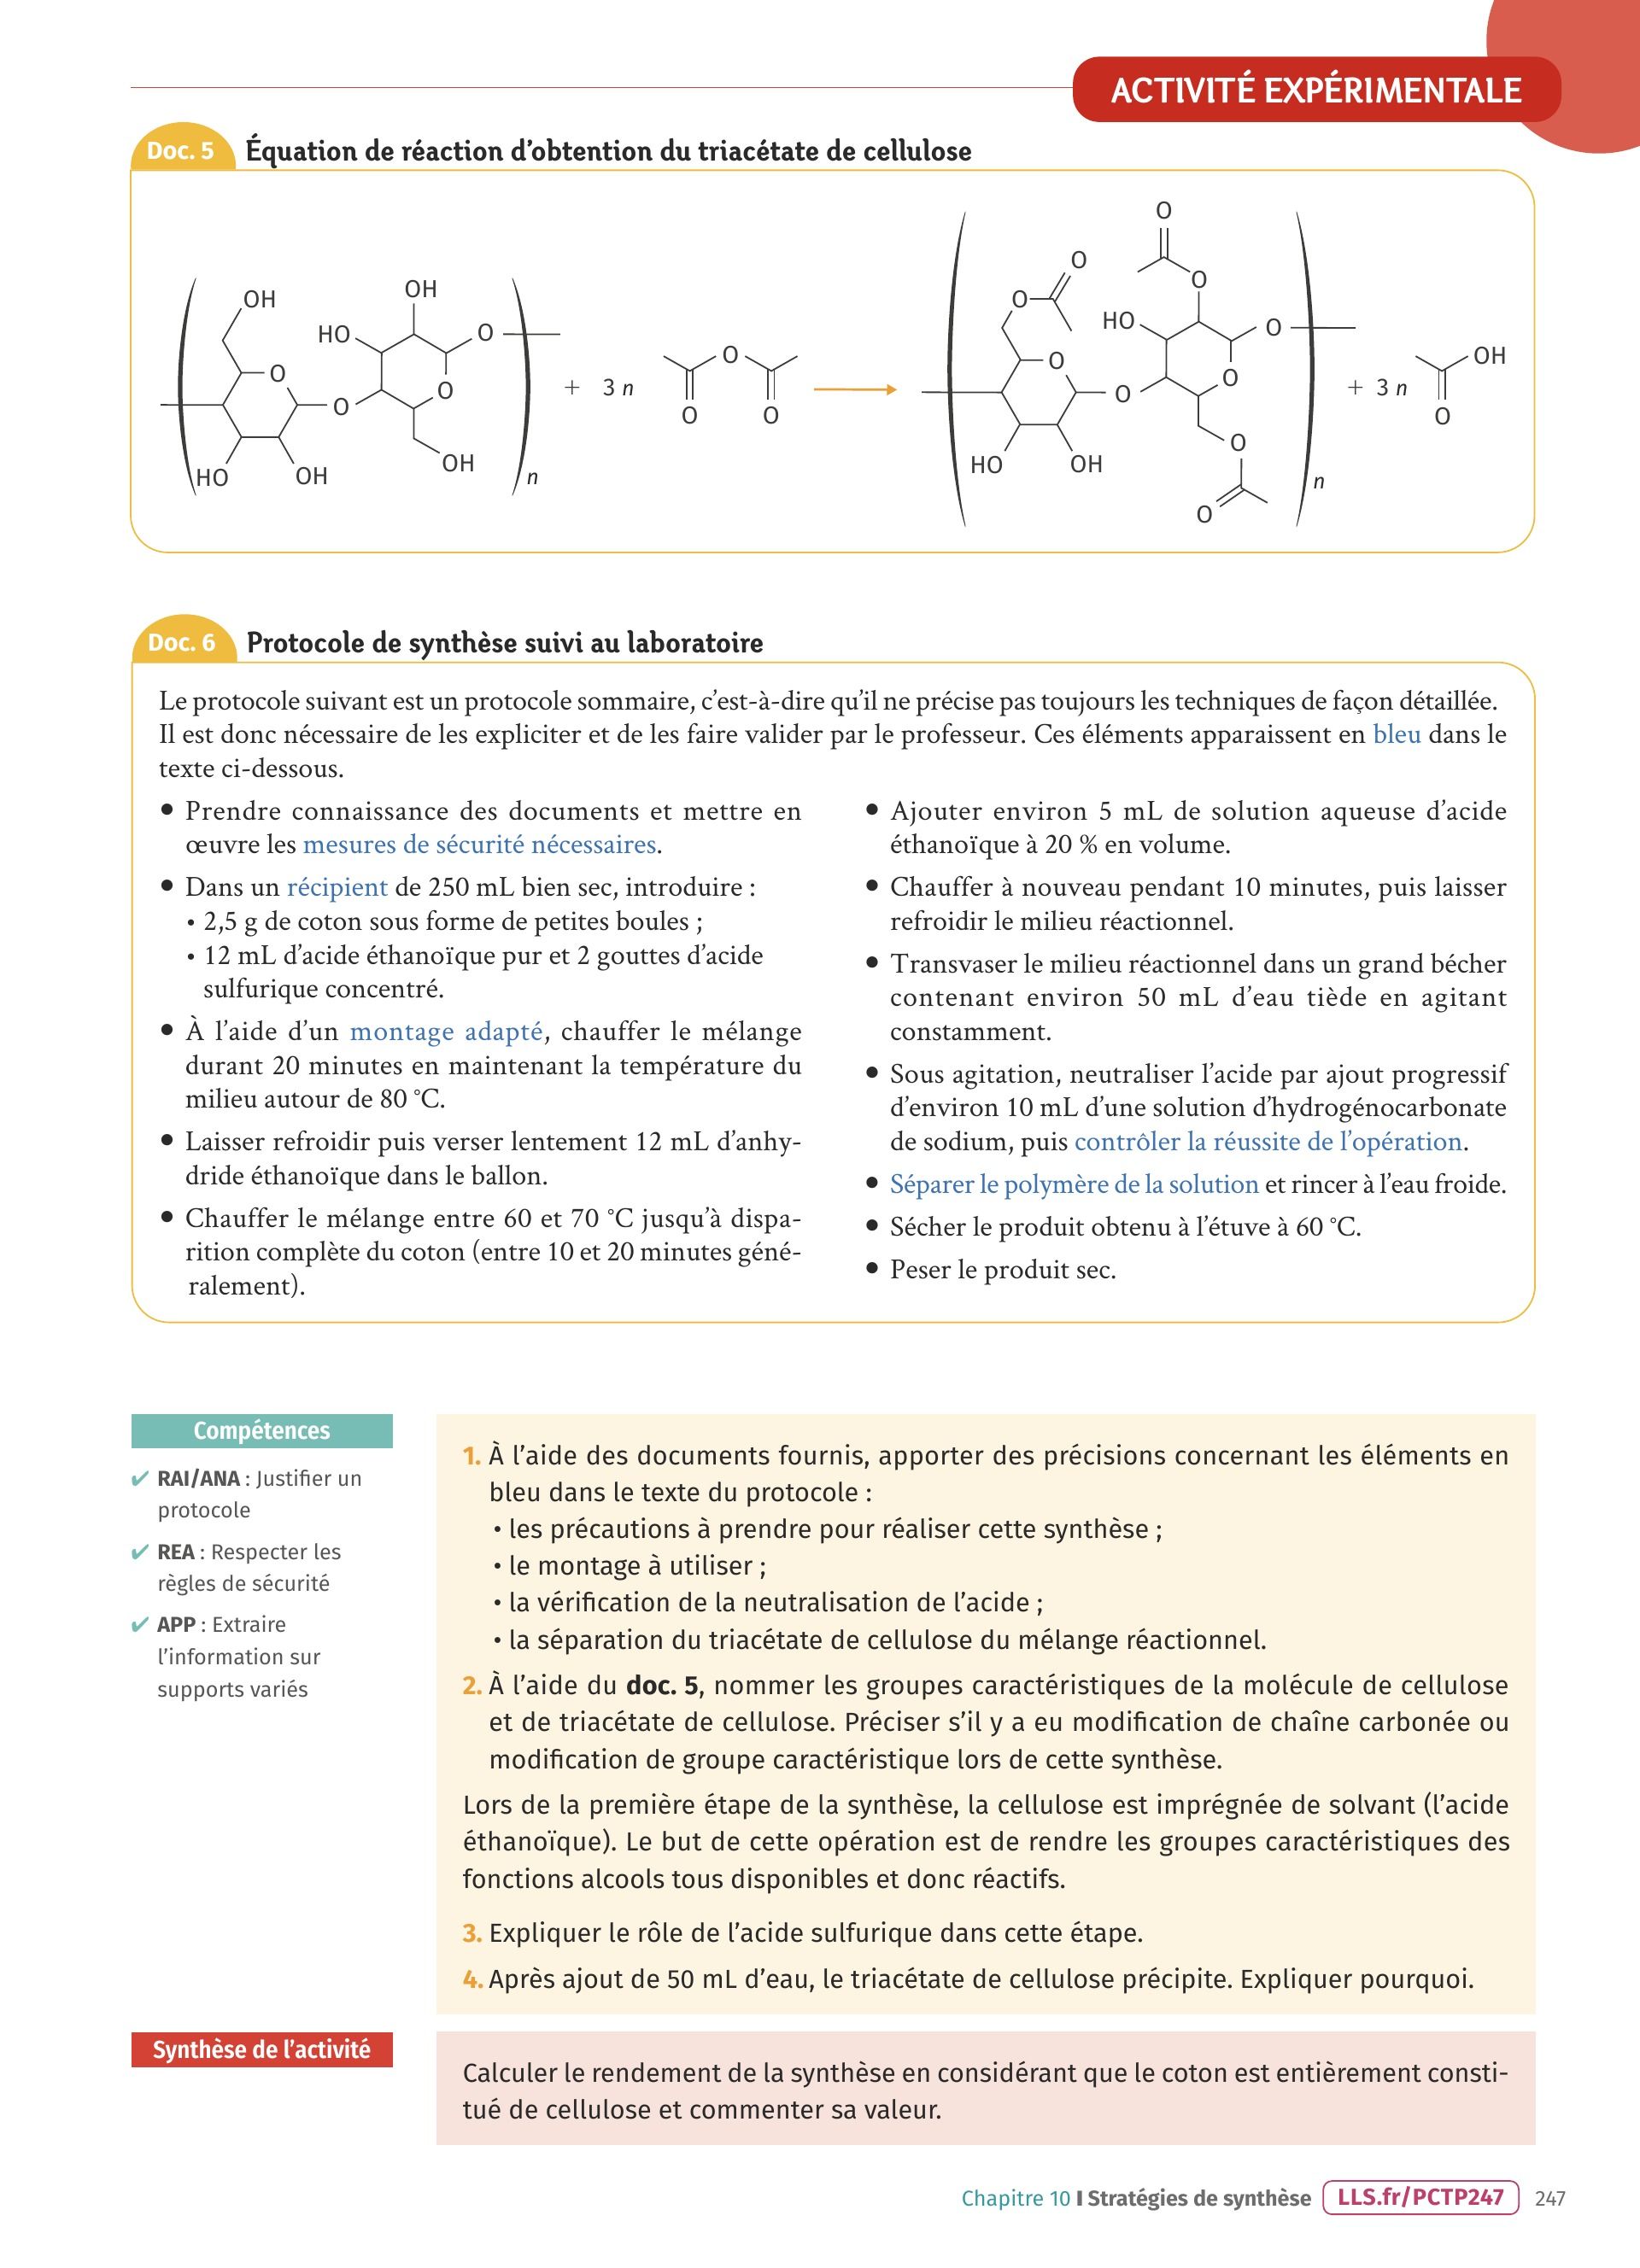 ACTIVITÉ EXPÉRIMENTALE
Doc. 5 Équation de réaction d’obtention du triacétate de cellulose
OH
O
HO
OH
O
HO
OH
O
O
OH
n
+ 3 n
O
O
O
O
O
O
HO
OH
O
O
O
HO
O
O
O
O
n
+ 3 n
OH
O
Doc. 6 Protocole de synthèse suivi au laboratoire
Le protocole suivant est un protocole sommaire, c’est-à-dire qu’il ne précise pas toujours les techniques de façon détaillée.
Il est donc nécessaire de les expliciter et de les faire valider par le professeur. Ces éléments apparaissent en bleu dans le
texte ci-dessous.
• Prendre connaissance des documents et mettre en
œuvre les mesures de sécurité nécessaires.
• Dans un récipient de 250 mL bien sec, introduire :
• 2,5 g de coton sous forme de petites boules ;
• 12 mL d’acide éthanoïque pur et 2 gouttes d’acide
sulfurique concentré.
• À l’aide d’un montage adapté, chauffer le mélange
durant 20 minutes en maintenant la température du
milieu autour de 80 °C.
• Laisser refroidir puis verser lentement 12 mL d’anhy-
dride éthanoïque dans le ballon.
• Chauffer le mélange entre 60 et 70 °C jusqu’à dispa-
rition complète du coton (entre 10 et 20 minutes géné-
ralement).
• Ajouter environ 5 mL de solution aqueuse d’acide
éthanoïque à 20 % en volume.
• Chauffer à nouveau pendant 10 minutes, puis laisser
refroidir le milieu réactionnel.
• Transvaser le milieu réactionnel dans un grand bécher
contenant environ 50 mL d’eau tiède en agitant
constamment.
• Sous agitation, neutraliser l’acide par ajout progressif
d’environ 10 mL d’une solution d’hydrogénocarbonate
de sodium, puis contrôler la réussite de l’opération.
• Séparer le polymère de la solution et rincer à l’eau froide.
• Sécher le produit obtenu à l’étuve à 60 °C.
• Peser le produit sec.
Compétences
✔ RAI/ANA : Justifier un
protocole
✔ REA : Respecter les
règles de sécurité
✔ APP : Extraire
l’information sur
supports variés
1. À l’aide des documents fournis, apporter des précisions concernant les éléments en
bleu dans le texte du protocole :
• les précautions à prendre pour réaliser cette synthèse ;
• le montage à utiliser ;
• la vérification de la neutralisation de l’acide ;
• la séparation du triacétate de cellulose du mélange réactionnel.
2. À l’aide du doc. 5, nommer les groupes caractéristiques de la molécule de cellulose
et de triacétate de cellulose. Préciser s’il y a eu modification de chaîne carbonée ou
modification de groupe caractéristique lors de cette synthèse.
Lors de la première étape de la synthèse, la cellulose est imprégnée de solvant (l’acide
éthanoïque). Le but de cette opération est de rendre les groupes caractéristiques des
fonctions alcools tous disponibles et donc réactifs.
3. Expliquer le rôle de l’acide sulfurique dans cette étape.
4. Après ajout de 50 mL d’eau, le triacétate de cellulose précipite. Expliquer pourquoi.
Synthèse de l’activité
Calculer le rendement de la synthèse en considérant que le coton est entièrement consti-
tué de cellulose et commenter sa valeur.
Chapitre 10 I Stratégies de synthèse LLS.fr/PCTP247 247